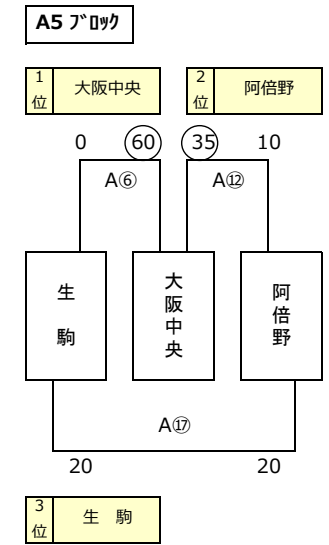 A5 ﾌﾞﾛｯｸ
1位 大阪中央
2位 阿倍野
0 60 35 10
A⑥ A⑫
生駒 大阪中央 阿倍野
A⑰
20 20
3位 生 駒